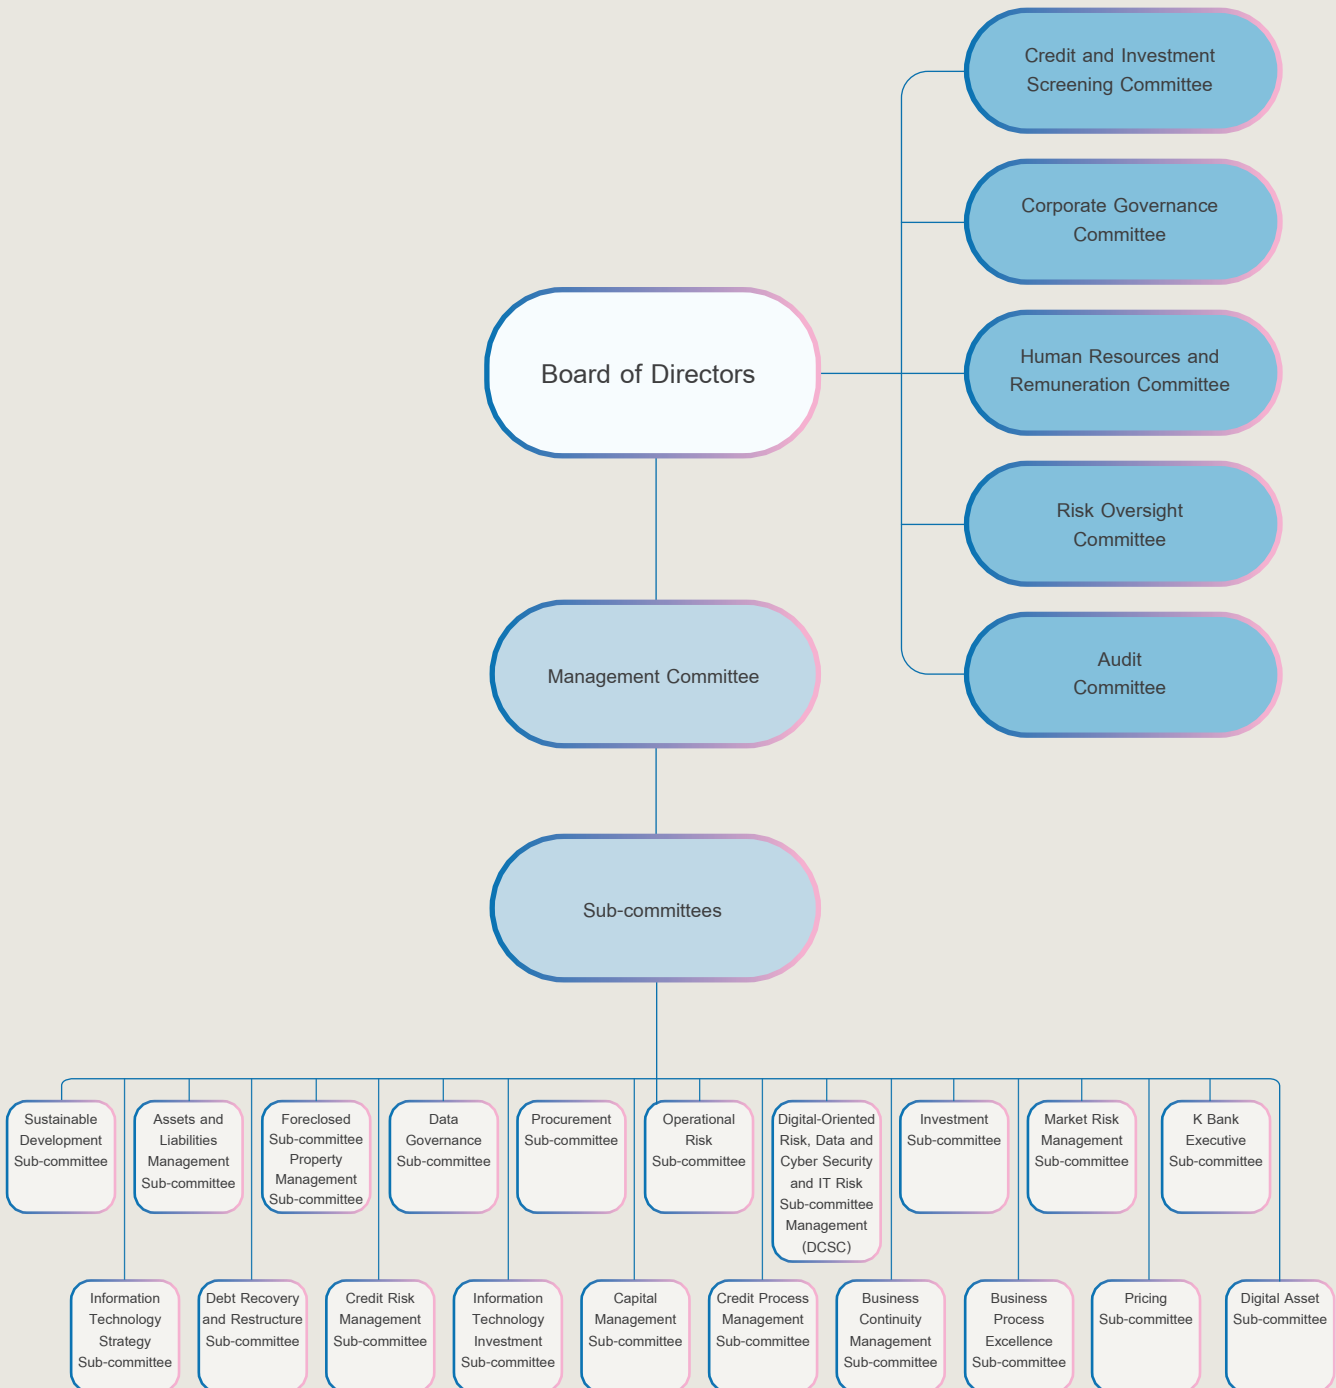 Credit and Investment
Screening Committee
Corporate Governance
Committee
Human Resources and
Remuneration Committee
Risk Oversight
Committee
Audit
Committee
Board of Directors
Management Committee
Sub-committees
Sustainable
Development
Sub-committee
Assets and
Liabilities
Management
Sub-committee
Foreclosed
Sub-committee
Property
Management
Sub-committee
Data
Governance
Sub-committee
Procurement
Sub-committee
Operational
Risk
Sub-committee
Digital-Oriented
Risk, Data and
Cyber Security
and IT Risk
Sub-committee
Management
(DCSC)
Investment
Sub-committee
Market Risk
Management
Sub-committee
K Bank
Executive
Sub-committee
Information
Technology
Strategy
Sub-committee
Debt Recovery
and Restructure
Sub-committee
Credit Risk
Management
Sub-committee
Information
Technology
Investment
Sub-committee
Capital
Management
Sub-committee
Credit Process
Management
Sub-committee
Business
Continuity
Management
Sub-committee
Business
Process
Excellence
Sub-committee
Pricing
Sub-committee
Digital Asset
Sub-committee